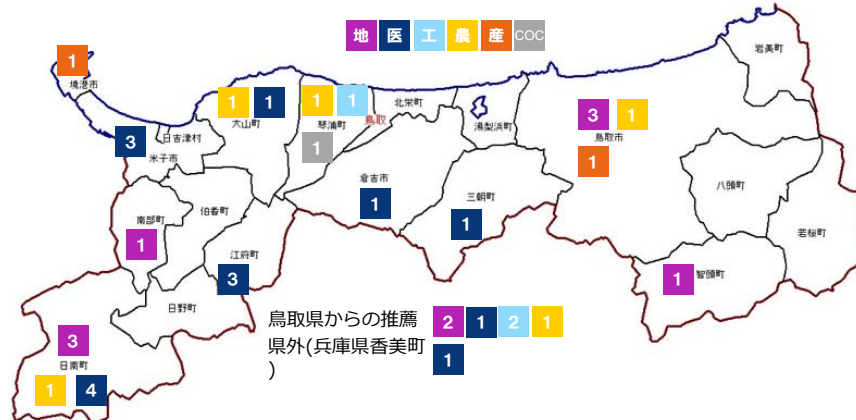 地 医 工 農 産 COC
岩美町
1
境港市
1 1
大山町
1 1
琴浦町
鳥取
1
北栄町
湯梨浜町
3 1
鳥取市
1
3
日吉津村
米子市
倉吉市
1
三朝町
1
八頭町
若桜町
南部町
1
伯耆町
江府町
3
1
智頭町
日野町
3
日南町
1 4
鳥取県からの推薦 2 1 2 1
県外(兵庫県香美町
) 1